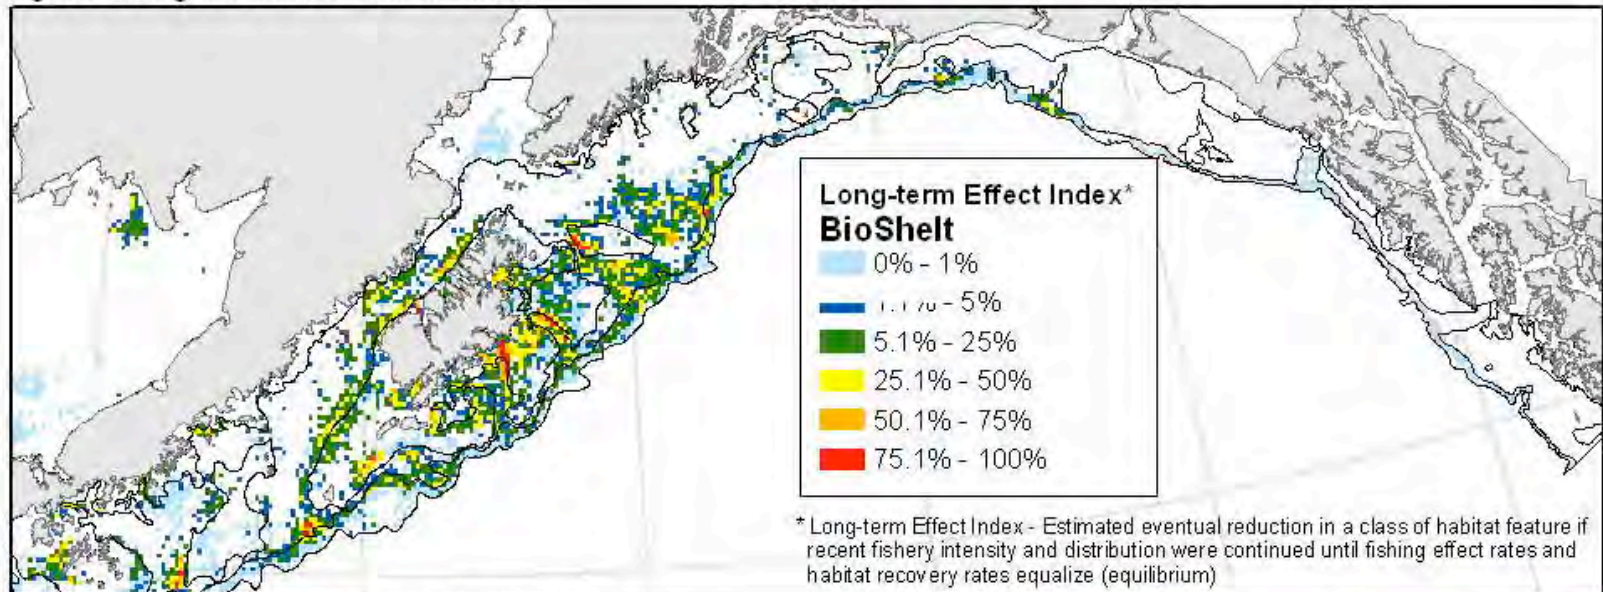 Long-term Effect Index*
BioShelt
0% - 1%
- 5%
5.1% - 25%
25.1% - 50%
50.1% - 75%
75.1% - 100%
* Long-term Effect Index - Estimated eventual reduction in a class of habitat feature if
recent fishery intensity and distribution were continued until fishing effect rates and
habitat recovery rates equalize (equilibrium)